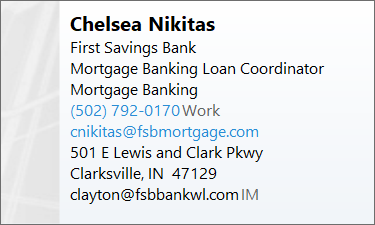 Chelsea Nikitas
First Savings Bank
Mortgage Banking Loan Coordinator
Mortgage Banking
(502) 792-0170 Work
cnikitas@fsbmortgage.com
501 E Lewis and Clark Pkwy
Clarksville, IN  47129
clayton@fsbbankwl.com IM